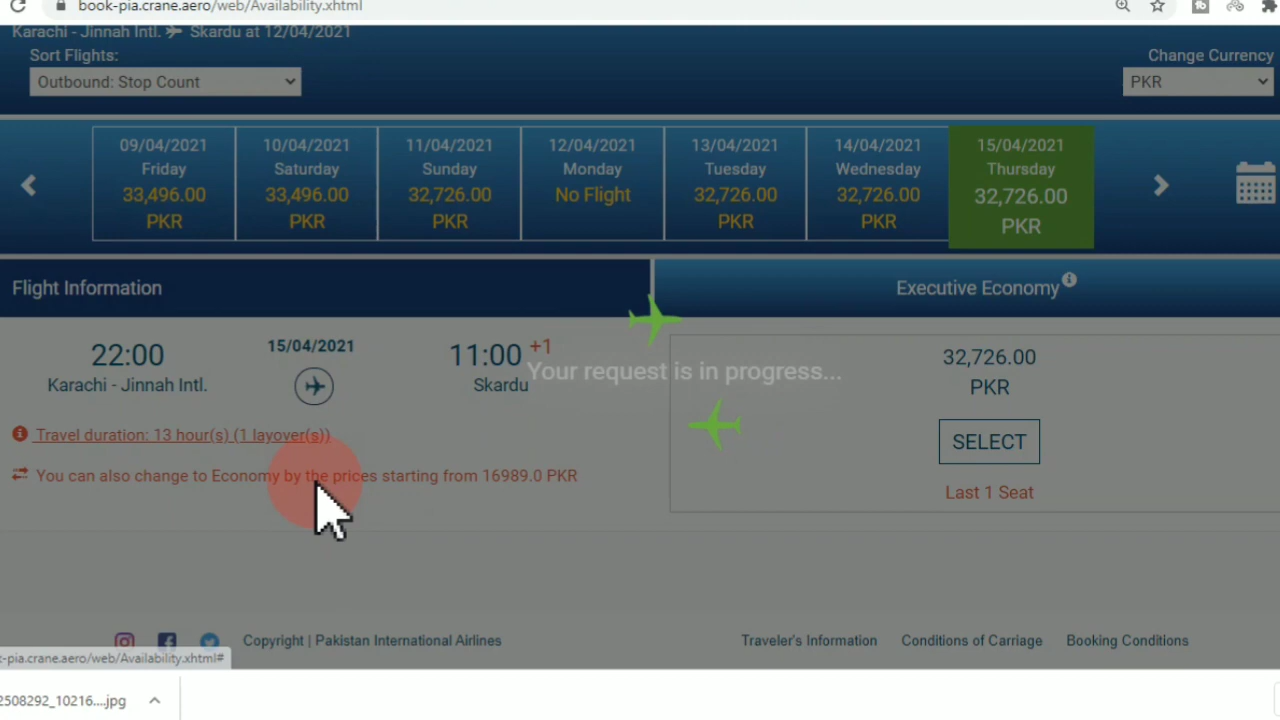 book-pia.crane.aero/web/Availability.xhtml
Karachi - Jinnah Intl. Skardu at 12/04/2021
Sort Flights:
Change Currency
Outbound: Stop Count
PKR
09/04/2021
Friday
33,496.00
PKR
10/04/2021
Saturday
33,496.00
PKR
11/04/2021
Sunday
32,726.00
PKR
12/04/2021
Monday
No Flight
13/04/2021
Tuesday
32,726.00
PKR
14/04/2021
Wednesday
32,726.00
PKR
15/04/2021
Thursday
32,726.00
PKR
Flight Information
Executive Economy
22:00
Karachi - Jinnah Intl.
15/04/2021
11:00 +1
Skardu
Your request is in progress...
Travel duration: 13 hour(s) (1 layover(s))
You can also change to Economy by the prices starting from 16989.0 PKR
32,726.00
PKR
SELECT
Last 1 Seat
Copyright | Pakistan International Airlines
Traveler's Information
Conditions of Carriage
Booking Conditions
k-pia.crane.aero/web/Availability.xhtml#
2508292_10216....jpg